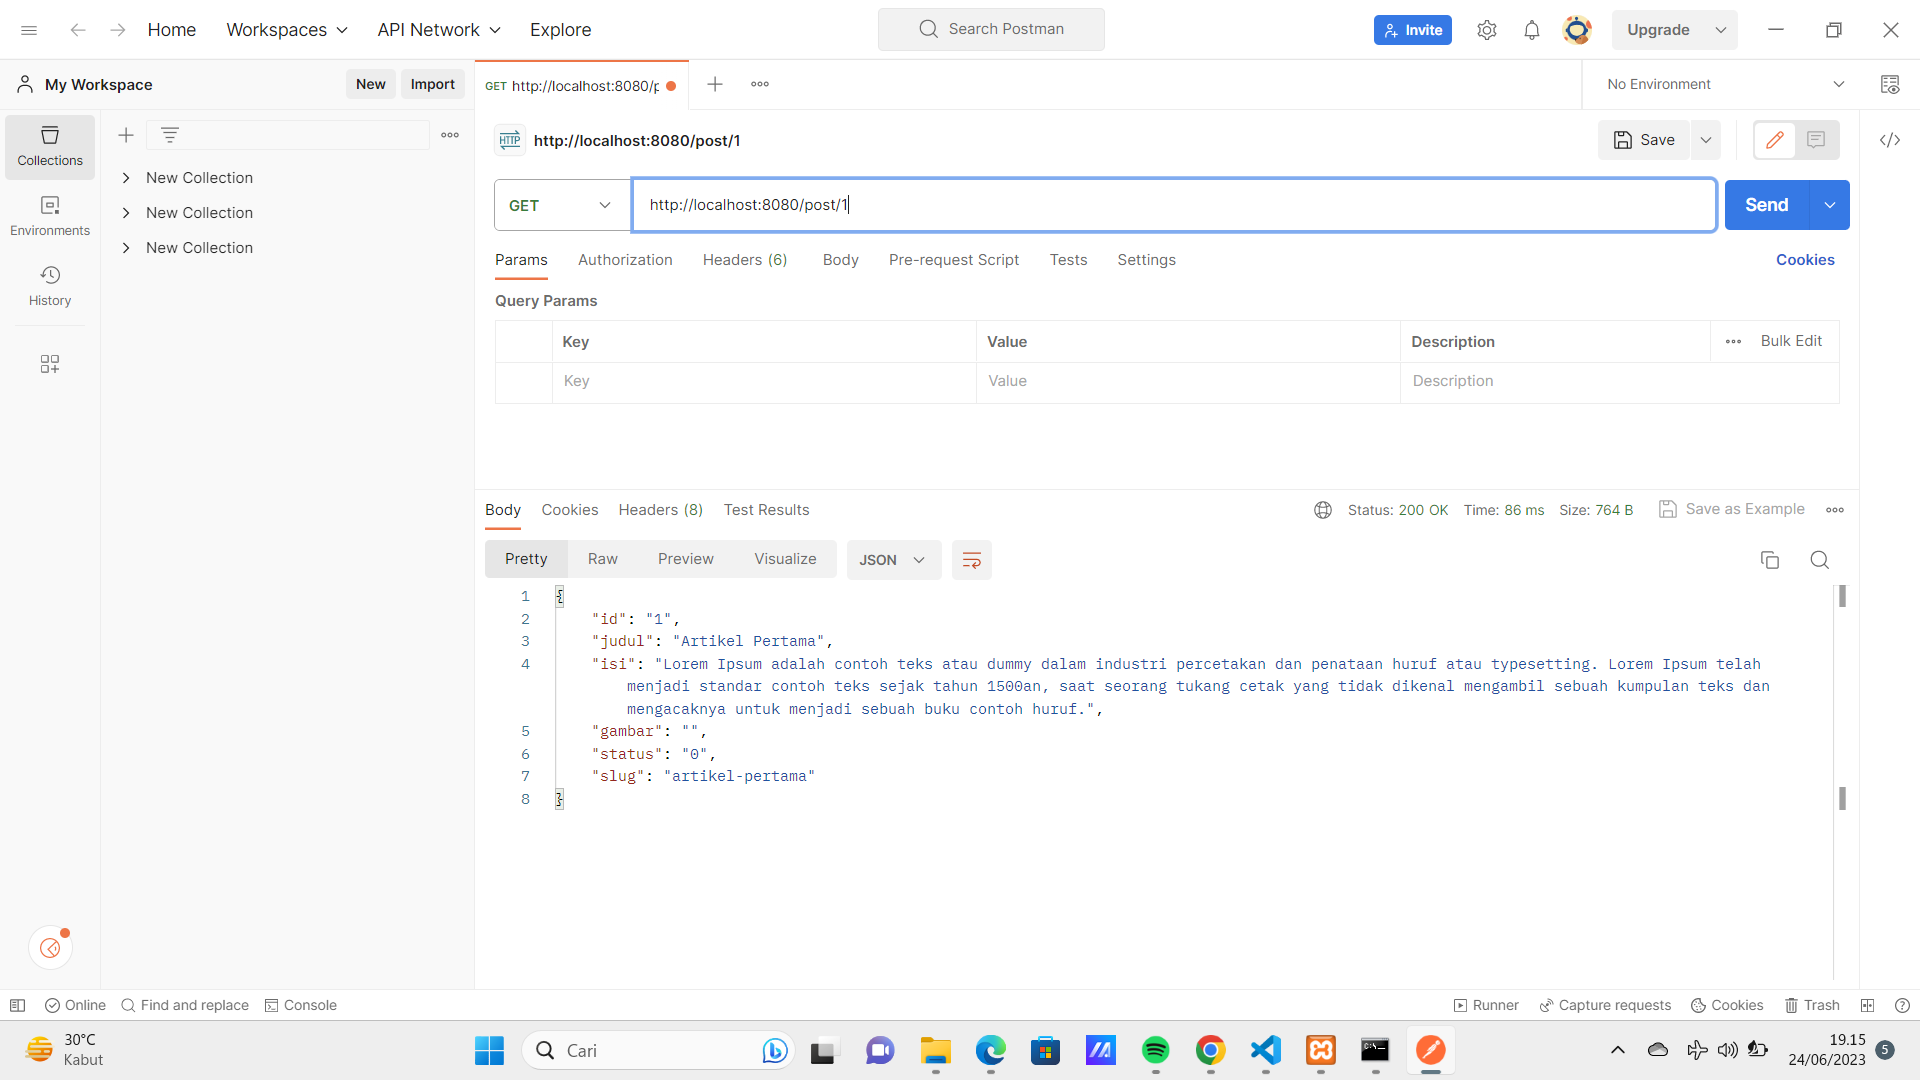 Home
Workspaces
API Network
Explore
Search Postman
Invite
Upgrade
My Workspace
New
Import
GET http://localhost:8080/p
No Environment
Collections
Environments
History
New Collection
New Collection
New Collection
HTTP http://localhost:8080/post/1
Save
GET
http://localhost:8080/post/1
Send
Params
Authorization
Headers (6)
Body
Pre-request Script
Tests
Settings
Cookies
Query Params
Key
Value
Description
Bulk Edit
Key
Value
Description
Body
Cookies
Headers (8)
Test Results
Status: 200 OK
Time: 86 ms
Size: 764 B
Save as Example
Pretty
Raw
Preview
Visualize
JSON
1 {
2 "id": "1",
3 "judul": "Artikel Pertama",
4 "isi": "Lorem Ipsum adalah contoh teks atau dummy dalam industri percetakan dan penataan huruf atau typesetting. Lorem Ipsum telah
menjadi standar contoh teks sejak tahun 1500an, saat seorang tukang cetak yang tidak dikenal mengambil sebuah kumpulan teks dan
mengacaknya untuk menjadi sebuah buku contoh huruf.",
5 "gambar": "",
6 "status": "0",
7 "slug": "artikel-pertama"
8 }
Online
Find and replace
Console
Runner
Capture requests
Cookies
Trash
30°C
Kabut
Cari
19.15
24/06/2023
5